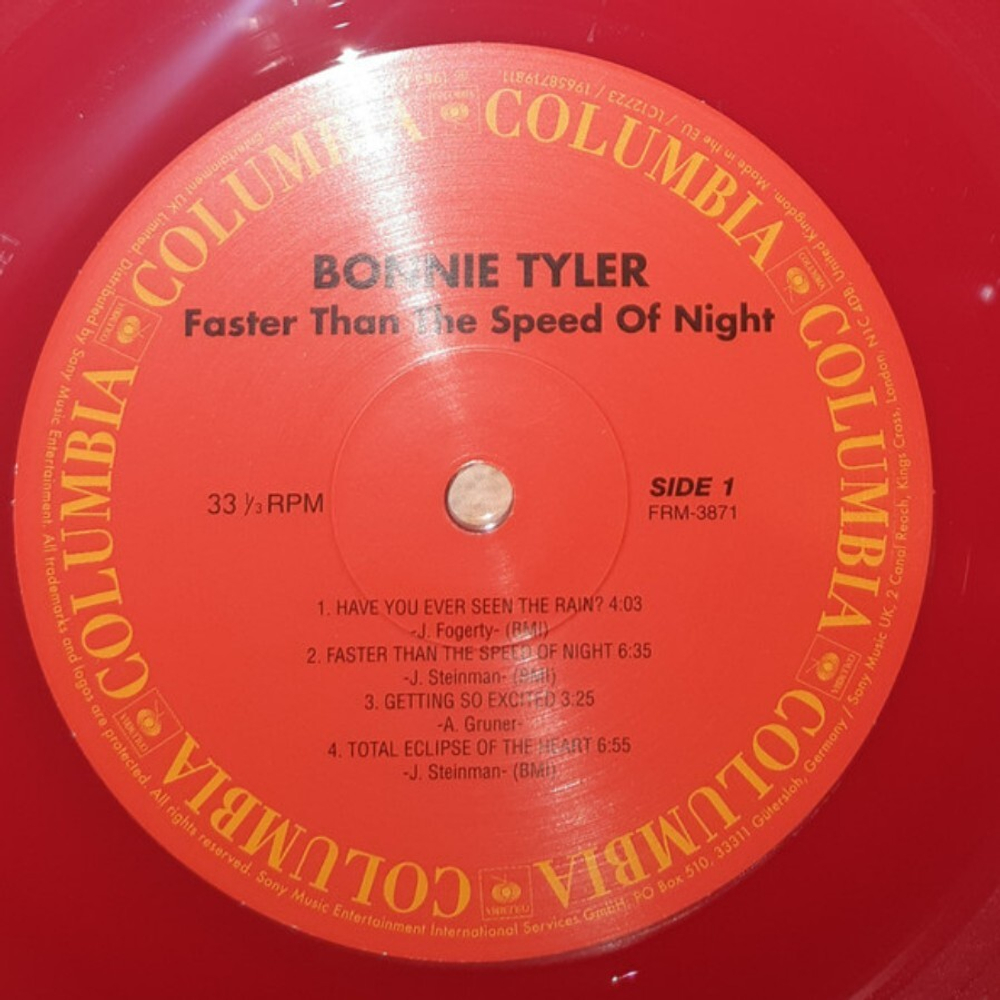 BONNIE TYLER
Faster Than The Speed Of Night
33 ⅓ RPM
SIDE 1
FRM-3871
1. HAVE YOU EVER SEEN THE RAIN? 4:03
-J. Fogerty- (BMI)
2. FASTER THAN THE SPEED OF NIGHT 6:35
-J. Steinman- (BMI)
3. GETTING SO EXCITED 3:25
-A. Gruner-
4. TOTAL ECLIPSE OF THE HEART 6:55
-J. Steinman- (BMI)
COLUMBIA COLUMBIA COLUMBIA COLUMBIA COLUMBIA COLUMBIA COLUMBIA COLUMBIA
Entertainment UK Limited. Distributed by Sony Music Entertainment. All trademarks and logos are protected. All rights reserved. Sony Music Entertainment International Services GmbH, PO Box 510, 33311 Gütersloh, Germany / Sony Music UK, 2 Canal Reach, Kings Cross, London, N1C 4DB, United Kingdom. Made in the EU / LC12723 / 19658719811